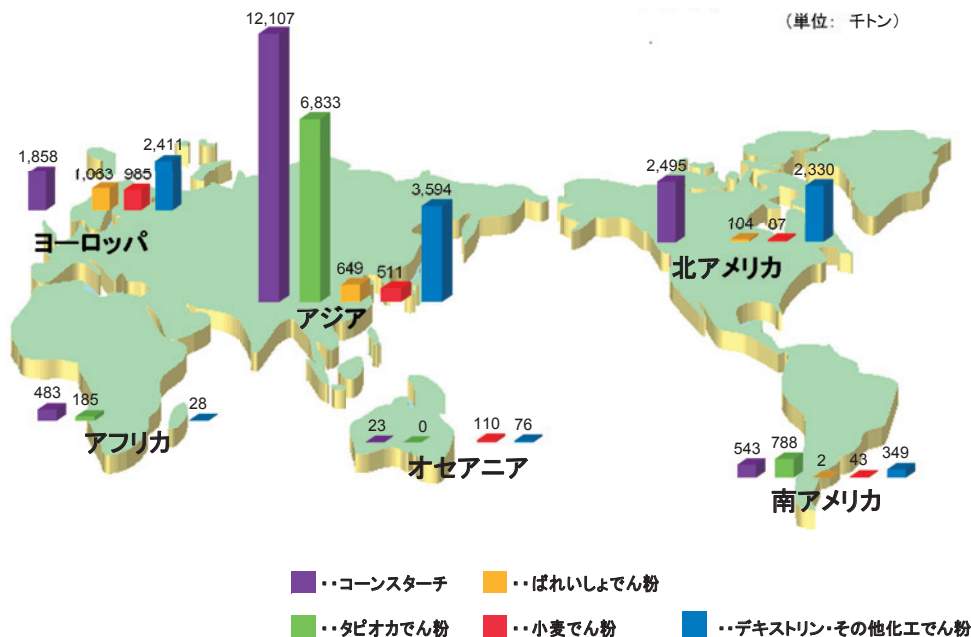 (単位: 千トン)
12,107
6,833
649
511
3,594
アジア
1,858
1,063
985
2,411
ヨーロッパ
2,495
104
87
2,330
北アメリカ
483
185
28
アフリカ
23
0
110
76
オセアニア
543
788
2
43
349
南アメリカ
・・コーンスターチ
・・ばれいしょでん粉
・・タピオカでん粉
・・小麦でん粉
・・デキストリン・その他化工でん粉